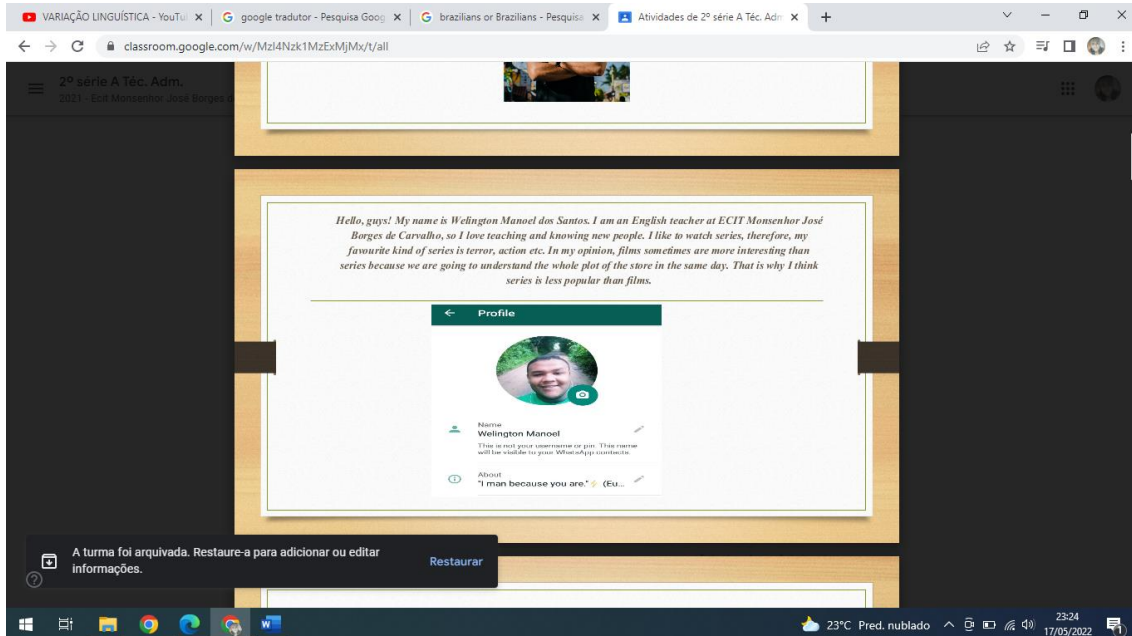 VARIAÇÃO LINGUÍSTICA - YouTu
google tradutor - Pesquisa Goog
brazilians or Brazilians - Pesquisa
Atividades de 2º série A Téc. Adm
classroom.google.com/w/MzI4Nzk1MzExMjMx/t/all
2º série A Téc. Adm.
2021 - Ecit Monsenhor José Borges d
Hello, guys! My name is Welington Manoel dos Santos. I am an English teacher at ECIT Monsenhor José
Borges de Carvalho, so I love teaching and knowing new people. I like to watch series, therefore, my
favourite kind of series is terror, action etc. In my opinion, films sometimes are more interesting than
series because we are going to understand the whole plot of the store in the same day. That is why I think
series is less popular than films.
Profile
Name
Welington Manoel
This is not your username or pin. This name
will be visible to your WhatsApp contacts.
About
"I man because you are."⚡ (Eu...
A turma foi arquivada. Restaure-a para adicionar ou editar
informações.
Restaurar
23°C Pred. nublado
23:24
17/05/2022